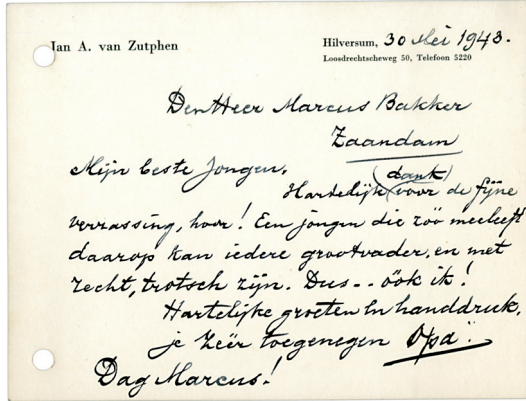 Jan A. van Zutphen
Hilversum, 30 Mei 1943.
Loosdrechtscheweg 50, Telefoon 5220
Den Heer Marcus Bakker
Zaandam
Mijn beste Jongen,
(dank)
Hartelijk voor de fijne
verrassing, hoor! Een jongen die zóó meeleeft
daarop kan iedere grootvader, en met
recht, trotsch zijn. Dus -- óók ik!
Hartelijke groeten en handdruk,
je zeer toegenegen "Opa".
Dag Marcus!